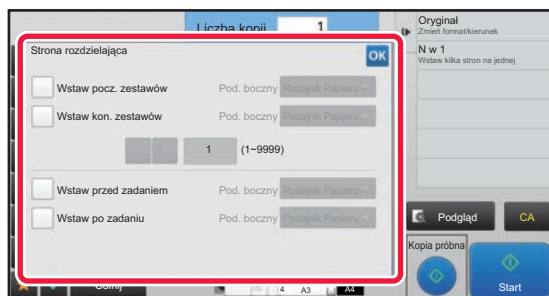 Liczba kopii 1
Oryginał
Zmień format/kierunek
N w 1
Wstaw kilka stron na jednej
Strona rozdzielająca
OK
Wstaw pocz. zestawów Pod. boczny Podajnik Papieru
Wstaw kon. zestawów Pod. boczny Podajnik Papieru
1 (1~9999)
Wstaw przed zadaniem Pod. boczny Podajnik Papieru
Wstaw po zadaniu Pod. boczny Podajnik Papieru
Podgląd CA
Kopia próbna
Start
4 A3 A4